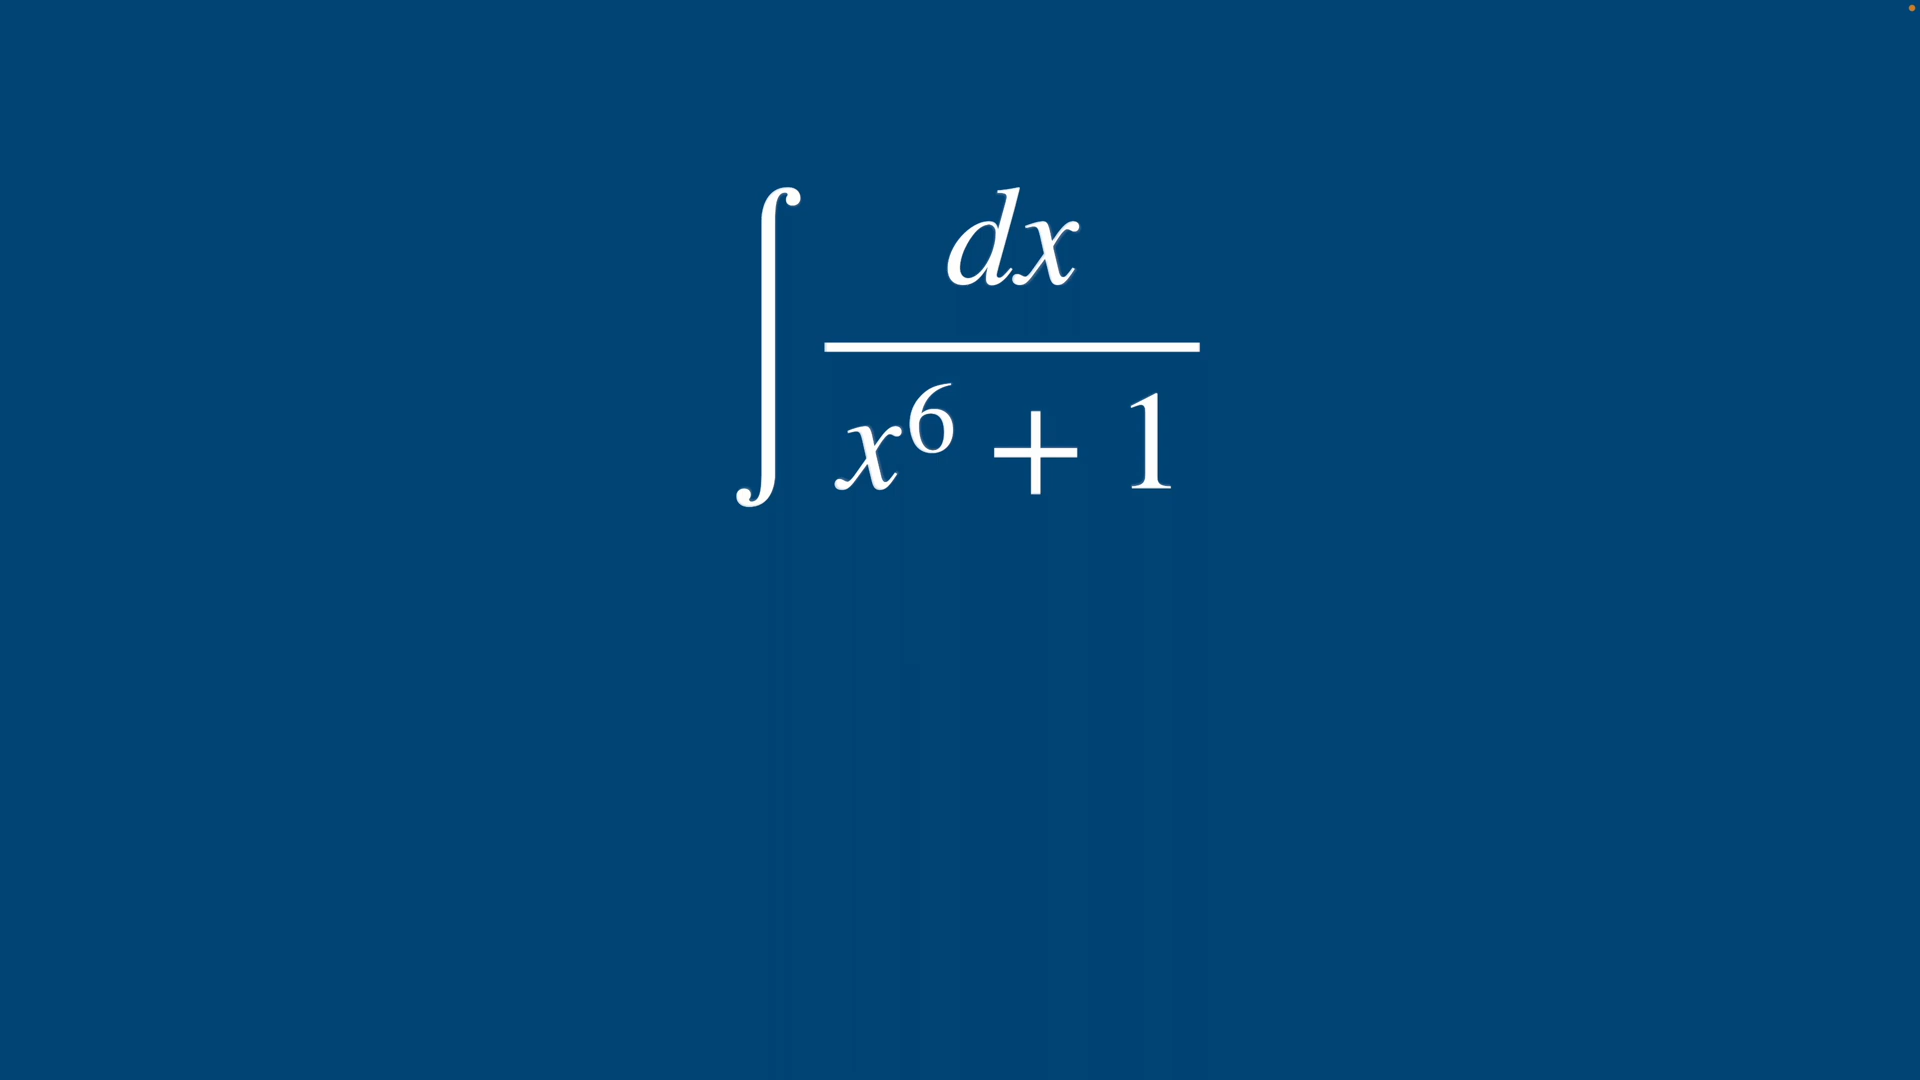 ∫ dx / (x⁶ + 1)